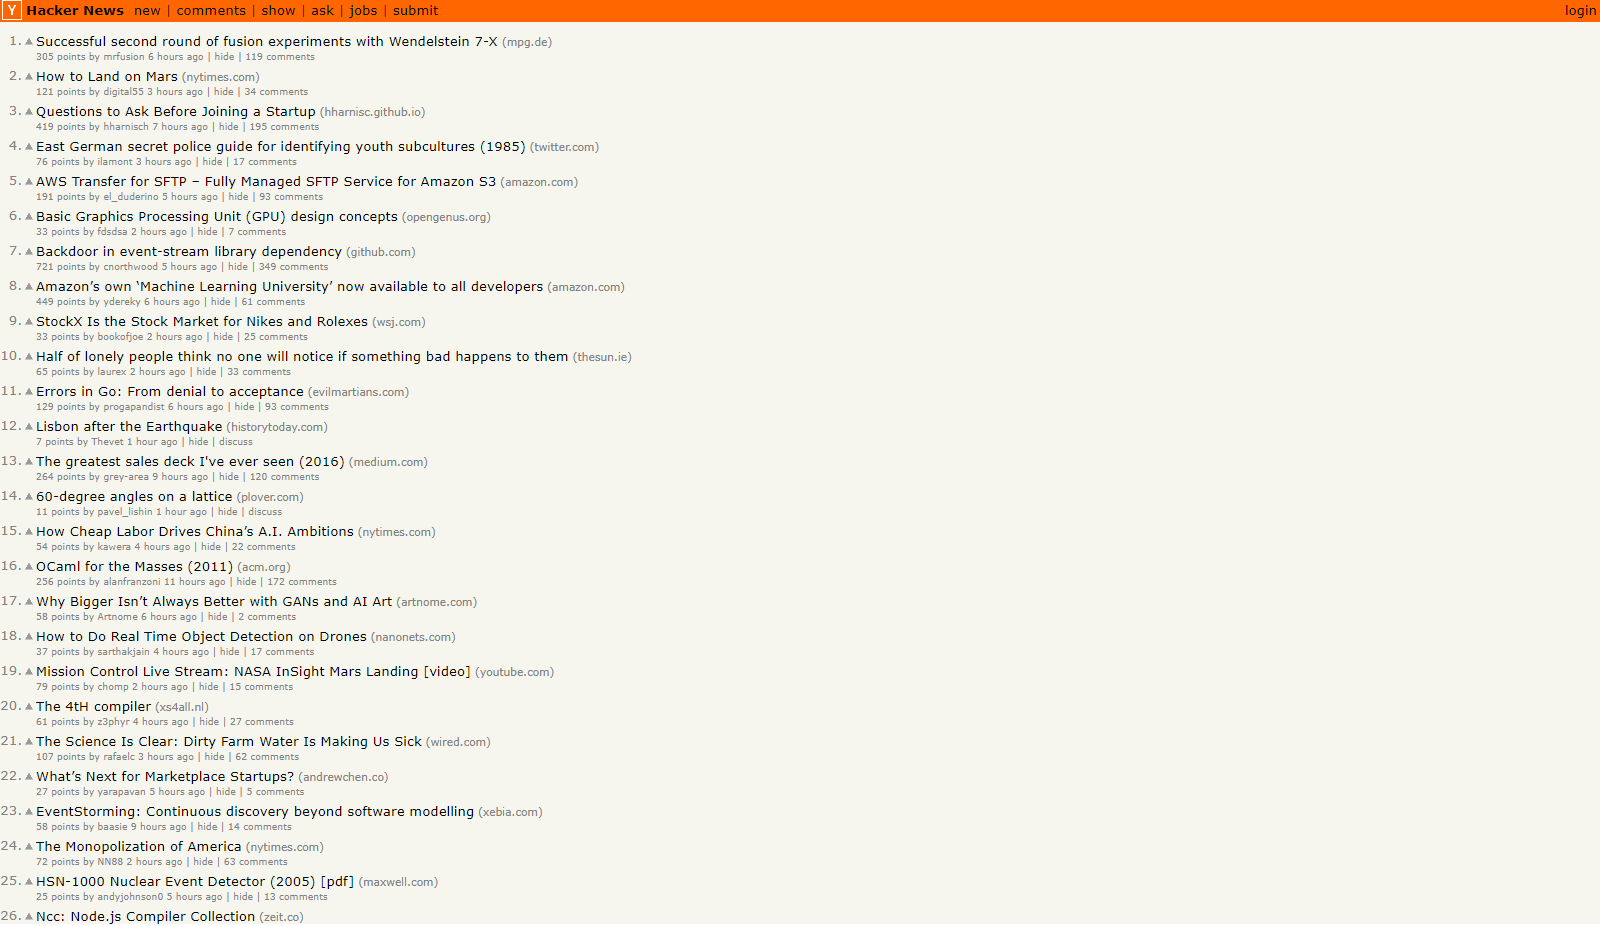 Y Hacker News new | comments | show | ask | jobs | submit login
1. Successful second round of fusion experiments with Wendelstein 7-X (mpg.de)
305 points by mrfusion 6 hours ago | hide | 119 comments
2. How to Land on Mars (nytimes.com)
121 points by digital55 3 hours ago | hide | 34 comments
3. Questions to Ask Before Joining a Startup (hharnisc.github.io)
419 points by hharnisch 7 hours ago | hide | 195 comments
4. East German secret police guide for identifying youth subcultures (1985) (twitter.com)
76 points by ilamont 3 hours ago | hide | 17 comments
5. AWS Transfer for SFTP – Fully Managed SFTP Service for Amazon S3 (amazon.com)
191 points by el_duderino 5 hours ago | hide | 93 comments
6. Basic Graphics Processing Unit (GPU) design concepts (opengenus.org)
33 points by fdsdsa 2 hours ago | hide | 7 comments
7. Backdoor in event-stream library dependency (github.com)
721 points by cnorthwood 5 hours ago | hide | 349 comments
8. Amazon’s own ‘Machine Learning University’ now available to all developers (amazon.com)
449 points by ydereky 6 hours ago | hide | 61 comments
9. StockX Is the Stock Market for Nikes and Rolexes (wsj.com)
33 points by bookofjoe 2 hours ago | hide | 25 comments
10. Half of lonely people think no one will notice if something bad happens to them (thesun.ie)
65 points by laurex 2 hours ago | hide | 33 comments
11. Errors in Go: From denial to acceptance (evilmartians.com)
129 points by progapandist 6 hours ago | hide | 93 comments
12. Lisbon after the Earthquake (historytoday.com)
7 points by Thevet 1 hour ago | hide | discuss
13. The greatest sales deck I've ever seen (2016) (medium.com)
264 points by grey-area 9 hours ago | hide | 120 comments
14. 60-degree angles on a lattice (plover.com)
11 points by pavel_lishin 1 hour ago | hide | discuss
15. How Cheap Labor Drives China’s A.I. Ambitions (nytimes.com)
54 points by kawera 4 hours ago | hide | 22 comments
16. OCaml for the Masses (2011) (acm.org)
256 points by alanfranzoni 11 hours ago | hide | 172 comments
17. Why Bigger Isn’t Always Better with GANs and AI Art (artnome.com)
58 points by Artnome 6 hours ago | hide | 2 comments
18. How to Do Real Time Object Detection on Drones (nanonets.com)
37 points by sarthakjain 4 hours ago | hide | 17 comments
19. Mission Control Live Stream: NASA InSight Mars Landing [video] (youtube.com)
79 points by chomp 2 hours ago | hide | 15 comments
20. The 4tH compiler (xs4all.nl)
61 points by z3phyr 4 hours ago | hide | 27 comments
21. The Science Is Clear: Dirty Farm Water Is Making Us Sick (wired.com)
107 points by rafaelc 3 hours ago | hide | 62 comments
22. What’s Next for Marketplace Startups? (andrewchen.co)
27 points by yarapavan 5 hours ago | hide | 5 comments
23. EventStorming: Continuous discovery beyond software modelling (xebia.com)
58 points by baasie 9 hours ago | hide | 14 comments
24. The Monopolization of America (nytimes.com)
72 points by NN88 2 hours ago | hide | 63 comments
25. HSN-1000 Nuclear Event Detector (2005) [pdf] (maxwell.com)
25 points by andyjohnson0 5 hours ago | hide | 13 comments
26. Ncc: Node.js Compiler Collection (zeit.co)